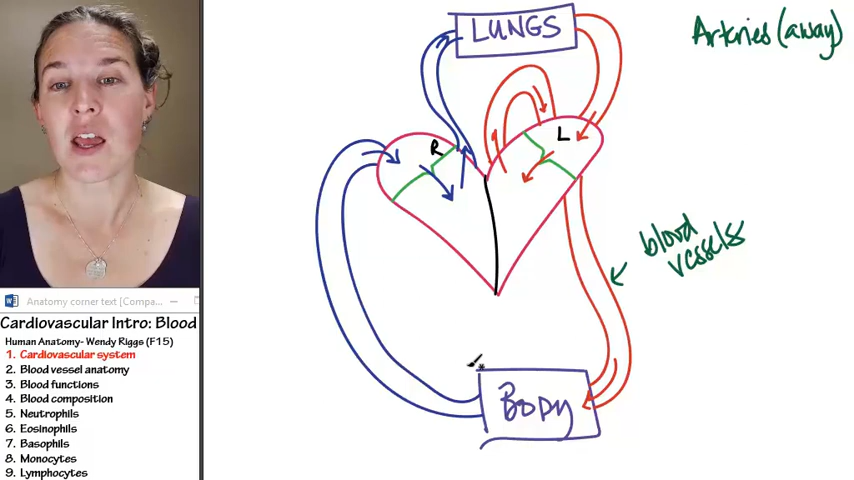 LUNGS
Arteries (away)
R
L
blood
vessels
BODY
Anatomy corner text [Compa...
Cardiovascular Intro: Blood
Human Anatomy- Wendy Riggs (F15)
1. Cardiovascular system
2. Blood vessel anatomy
3. Blood functions
4. Blood composition
5. Neutrophils
6. Eosinophils
7. Basophils
8. Monocytes
9. Lymphocytes